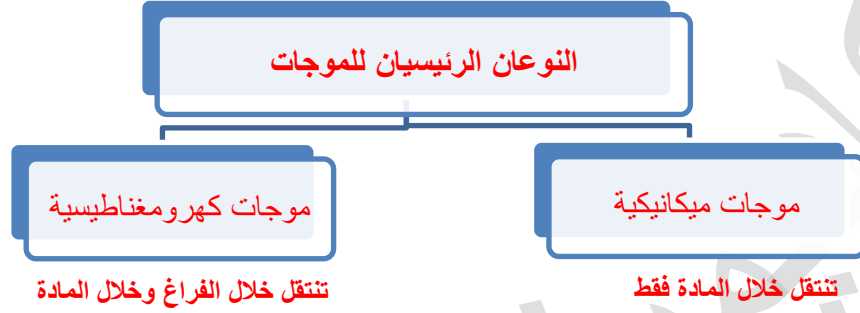 النوعان الرئيسيان للموجات
موجات ميكانيكية
تنتقل خلال المادة فقط
موجات كهرومغناطيسية
تنتقل خلال الفراغ وخلال المادة